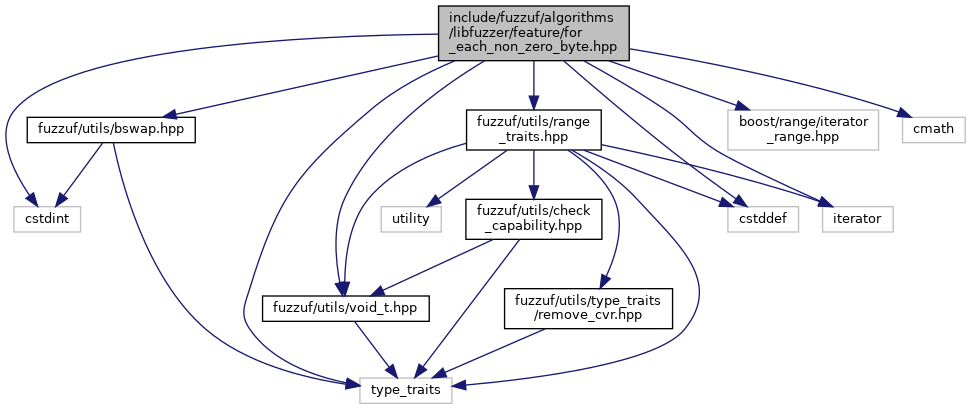 include/fuzzuf/algorithms
/libfuzzer/feature/for
_each_non_zero_byte.hpp
fuzzuf/utils/bswap.hpp
fuzzuf/utils/range
_traits.hpp
boost/range/iterator
_range.hpp
cmath
cstdint
utility
fuzzuf/utils/check
_capability.hpp
cstddef
iterator
fuzzuf/utils/void_t.hpp
fuzzuf/utils/type_traits
/remove_cvr.hpp
type_traits